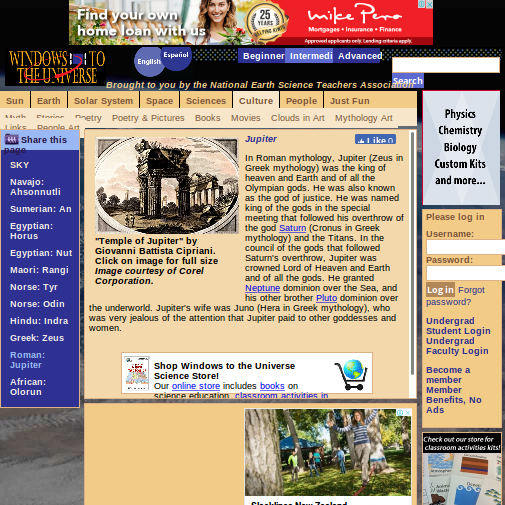 Find your own
home loan with us
25
YEARS
mike Pero
Mortgages • Insurance • Finance
Approved applicants only. Lending criteria apply.
WINDOWS TO
THE UNIVERSE
English
Español
Beginner Intermedi Advanced
Search
Brought to you by the National Earth Science Teachers Association
Sun Earth Solar System Space Sciences Culture People Just Fun
Myth Stories Poetry Poetry & Pictures Books Movies Clouds in Art Mythology Art
Links People Art
Share this
page
SKY
Navajo:
Ahsonnutli
Sumerian: An
Egyptian:
Horus
Egyptian: Nut
Maori: Rangi
Norse: Tyr
Norse: Odin
Hindu: Indra
Greek: Zeus
Roman:
Jupiter
African:
Olorun
"Temple of Jupiter" by
Giovanni Battista Cipriani.
Click on image for full size
Image courtesy of Corel
Corporation.
Jupiter
Like 0
In Roman mythology, Jupiter (Zeus in
Greek mythology) was the king of
heaven and Earth and of all the
Olympian gods. He was also known
as the god of justice. He was named
king of the gods in the special
meeting that followed his overthrow of
the god Saturn (Cronus in Greek
mythology) and the Titans. In the
council of the gods that followed
Saturn's overthrow, Jupiter was
crowned Lord of Heaven and Earth
and of all the gods. He granted
Neptune dominion over the Sea, and
his other brother Pluto dominion over
the underworld. Jupiter's wife was Juno (Hera in Greek mythology), who
was very jealous of the attention that Jupiter paid to other goddesses and
women.
Shop Windows to the Universe
Science Store!
Our online store includes books on
science education, classroom activities in
Physics
Chemistry
Biology
Custom Kits
and more...
Please log in
Username:
Password:
Log in Forgot
password?
Undergrad
Student Login
Undergrad
Faculty Login
Become a
member
Member
Benefits, No
Ads
Check out our store for
classroom activities kits!
Slacklines New Zealand